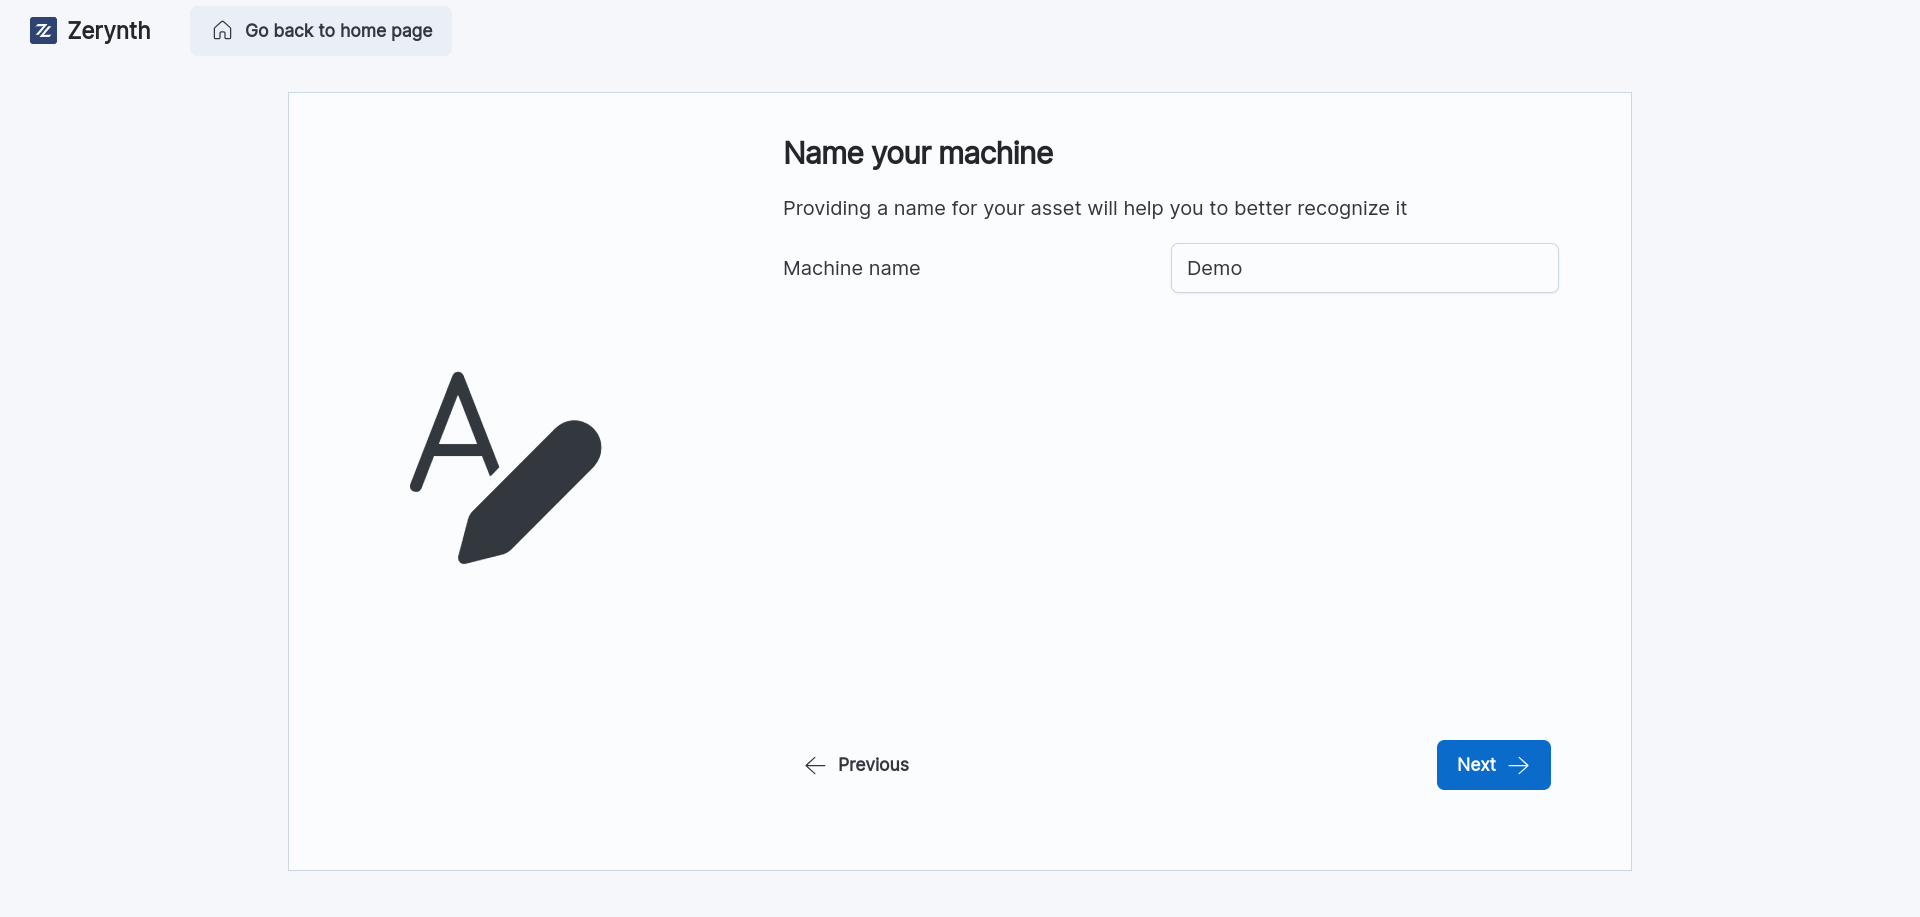 Zerynth
Go back to home page
Name your machine
Providing a name for your asset will help you to better recognize it
Machine name
Demo
Previous
Next